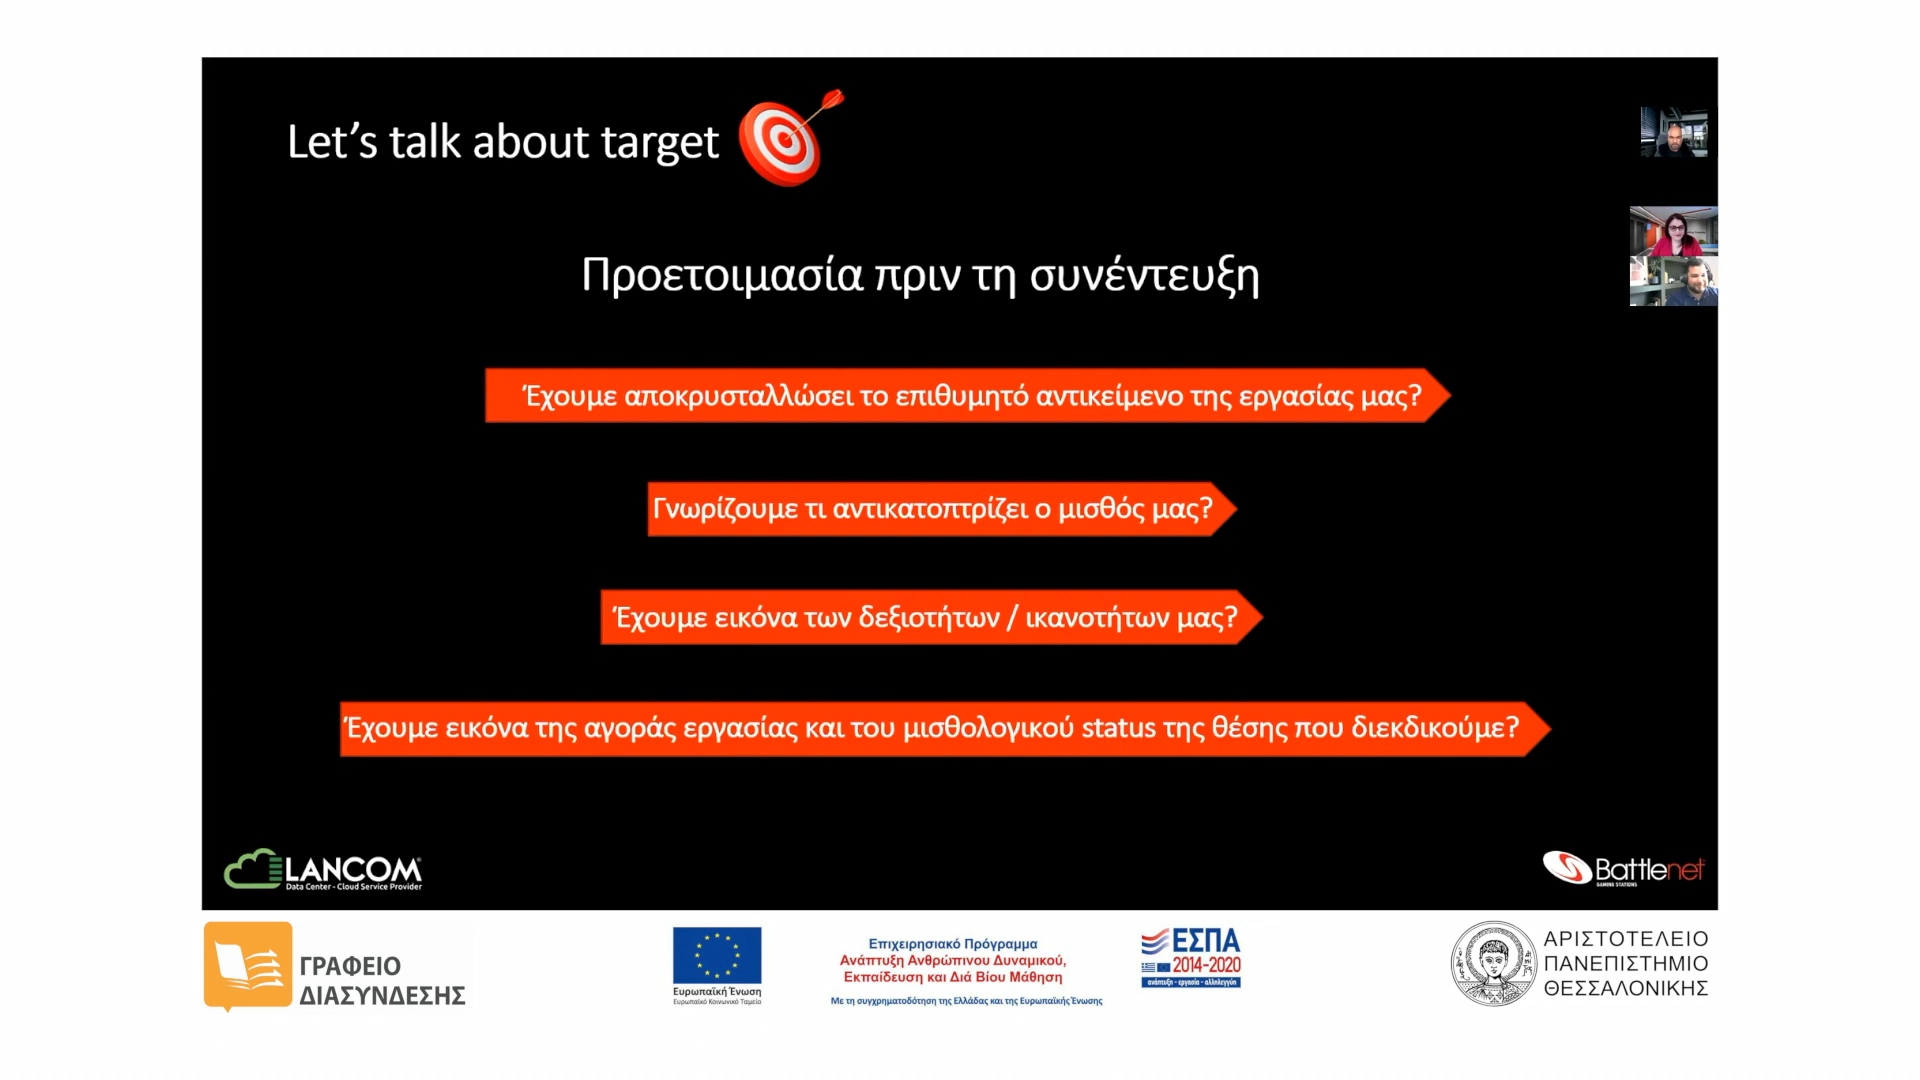 Let's talk about target
Προετοιμασία πριν τη συνέντευξη
Έχουμε αποκρυσταλλώσει το επιθυμητό αντικείμενο της εργασίας μας?
Γνωρίζουμε τι αντικατοπτρίζει ο μισθός μας?
Έχουμε εικόνα των δεξιοτήτων / ικανοτήτων μας?
Έχουμε εικόνα της αγοράς εργασίας και του μισθολογικού status της θέσης που διεκδικούμε?
LANCOM®
Data Center - Cloud Service Provider
Battlenet
GAMING STATIONS
ΓΡΑΦΕΙΟ
ΔΙΑΣΥΝΔΕΣΗΣ
Ευρωπαϊκή Ένωση
Ευρωπαϊκό Κοινωνικό Ταμείο
Επιχειρησιακό Πρόγραμμα
Ανάπτυξη Ανθρώπινου Δυναμικού,
Εκπαίδευση και Διά Βίου Μάθηση
Με τη συγχρηματοδότηση της Ελλάδας και της Ευρωπαϊκής Ένωσης
ΕΣΠΑ
2014-2020
ανάπτυξη - εργασία - αλληλεγγύη
ΑΡΙΣΤΟΤΕΛΕΙΟ
ΠΑΝΕΠΙΣΤΗΜΙΟ
ΘΕΣΣΑΛΟΝΙΚΗΣ